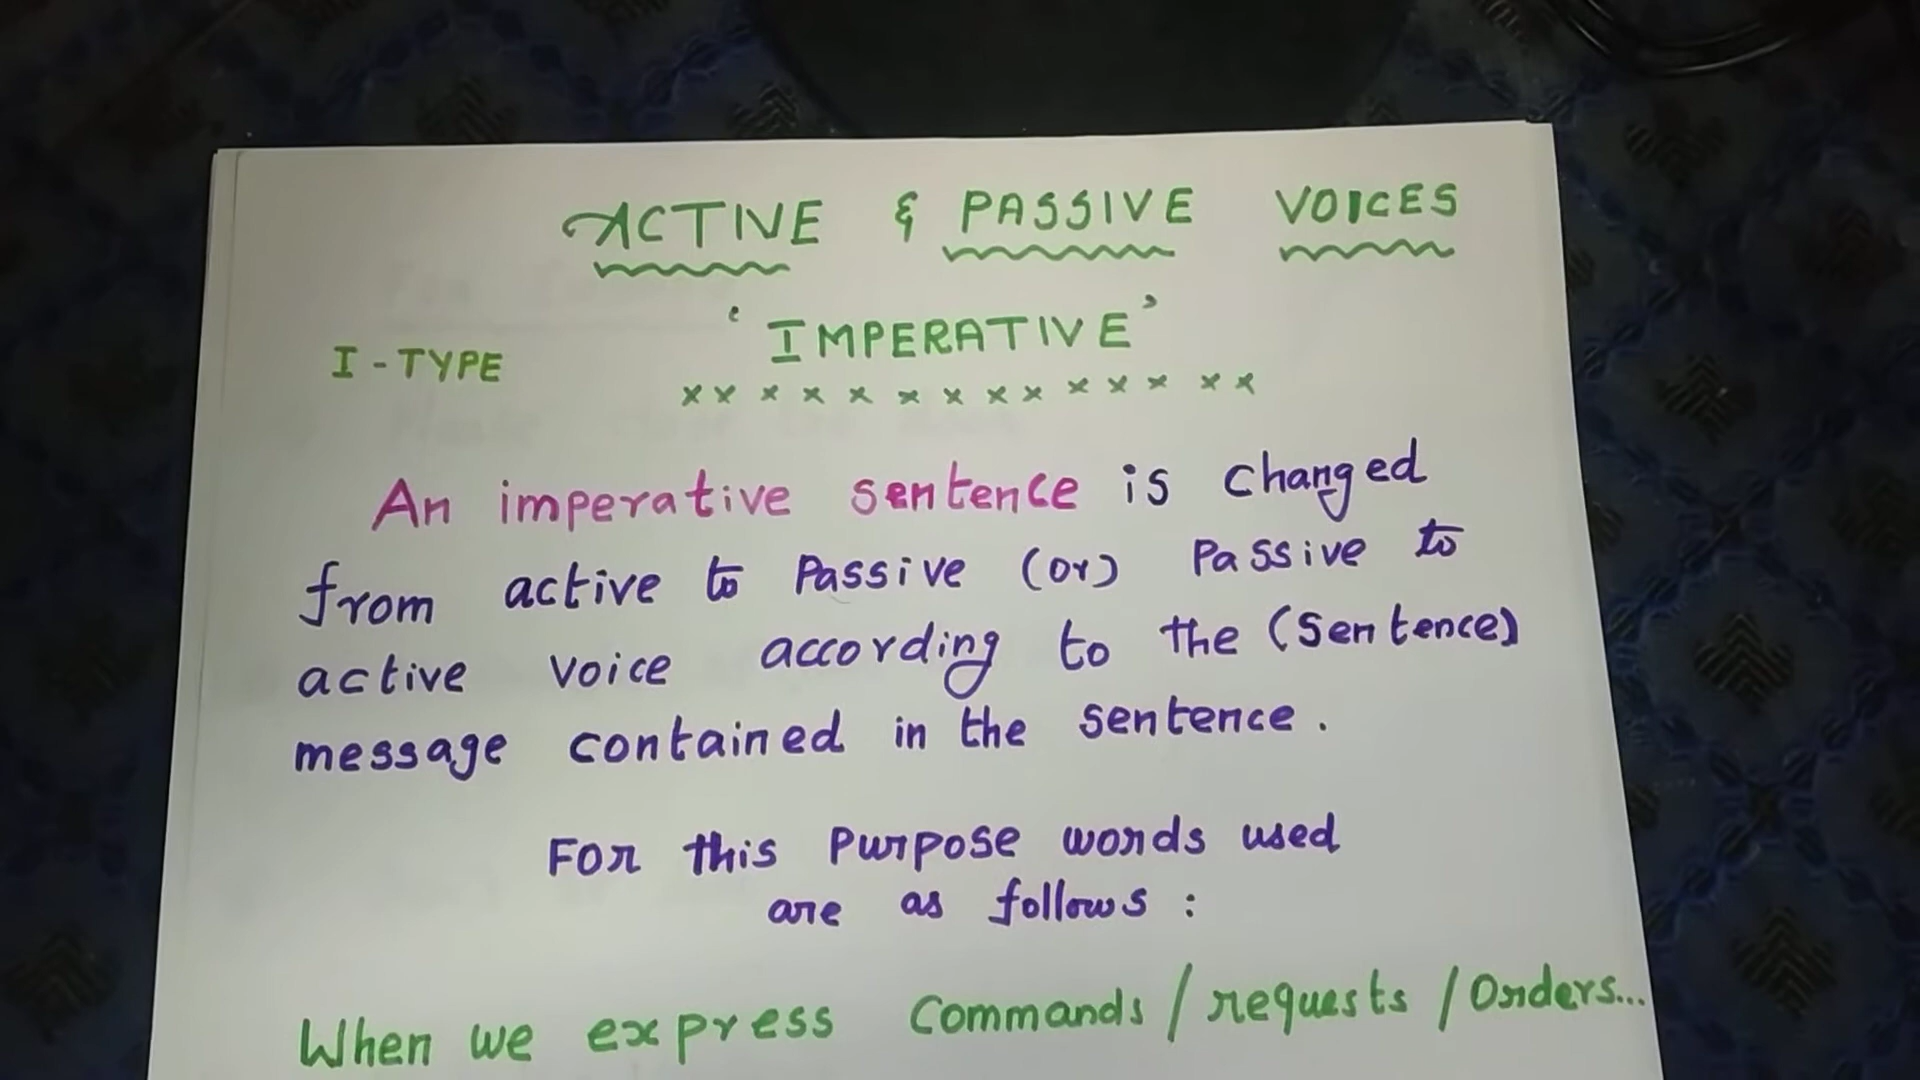 ACTIVE & PASSIVE VOICES
'IMPERATIVE'
I - TYPE
An imperative sentence is changed
from active to Passive (or) Passive to
active voice according to the (Sentence)
message contained in the sentence.
For this Purpose words used
are as follows :
When we express Commands / requests / Orders...